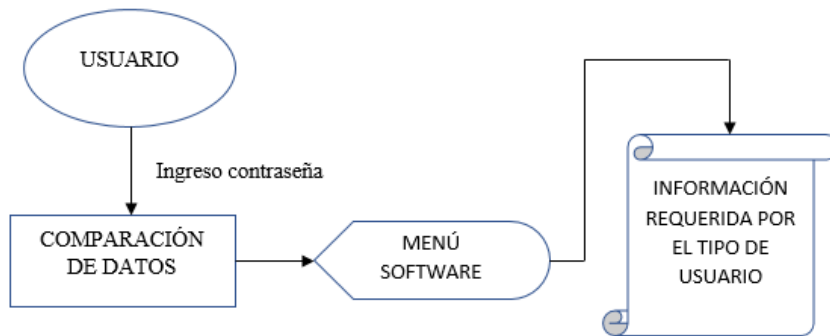 USUARIO
Ingreso contraseña
COMPARACIÓN
DE DATOS
MENÚ
SOFTWARE
INFORMACIÓN
REQUERIDA POR
EL TIPO DE
USUARIO